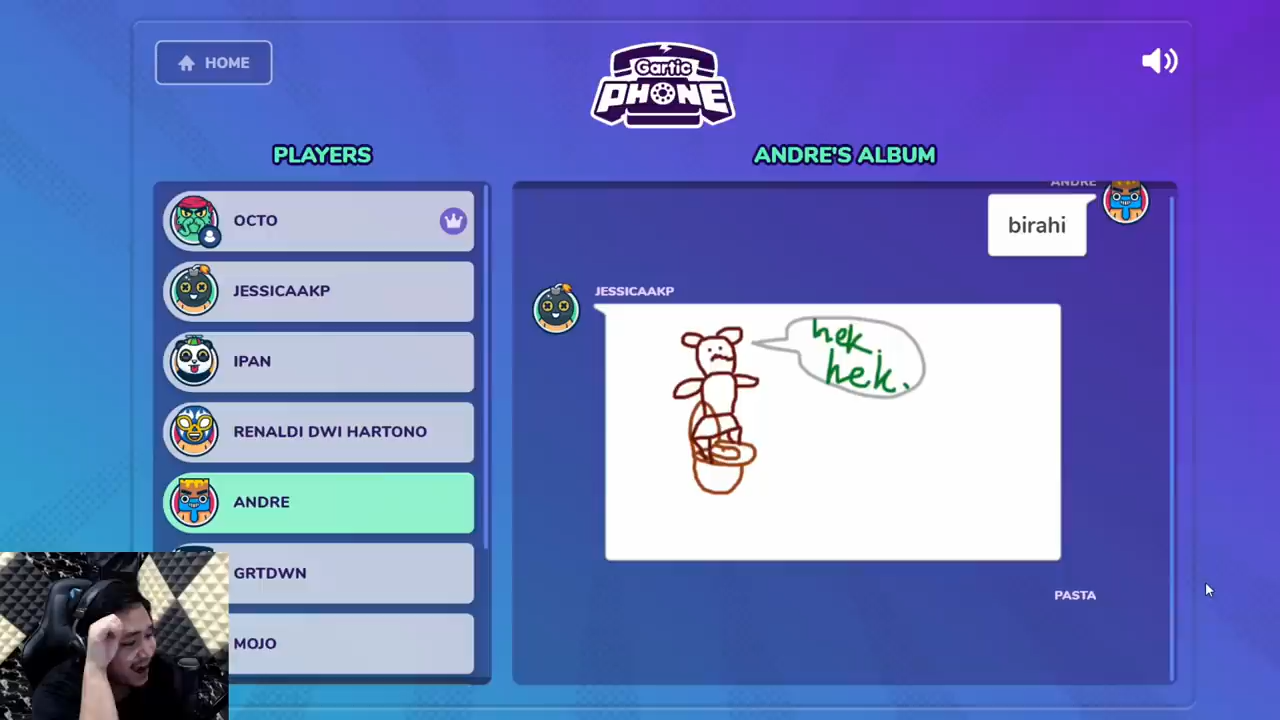 HOME
Gartic
PHONE
PLAYERS
ANDRE'S ALBUM
OCTO
JESSICAAKP
IPAN
RENALDI DWI HARTONO
ANDRE
GRTDWN
MOJO
ANDRE
birahi
JESSICAAKP
hek
hek.
PASTA